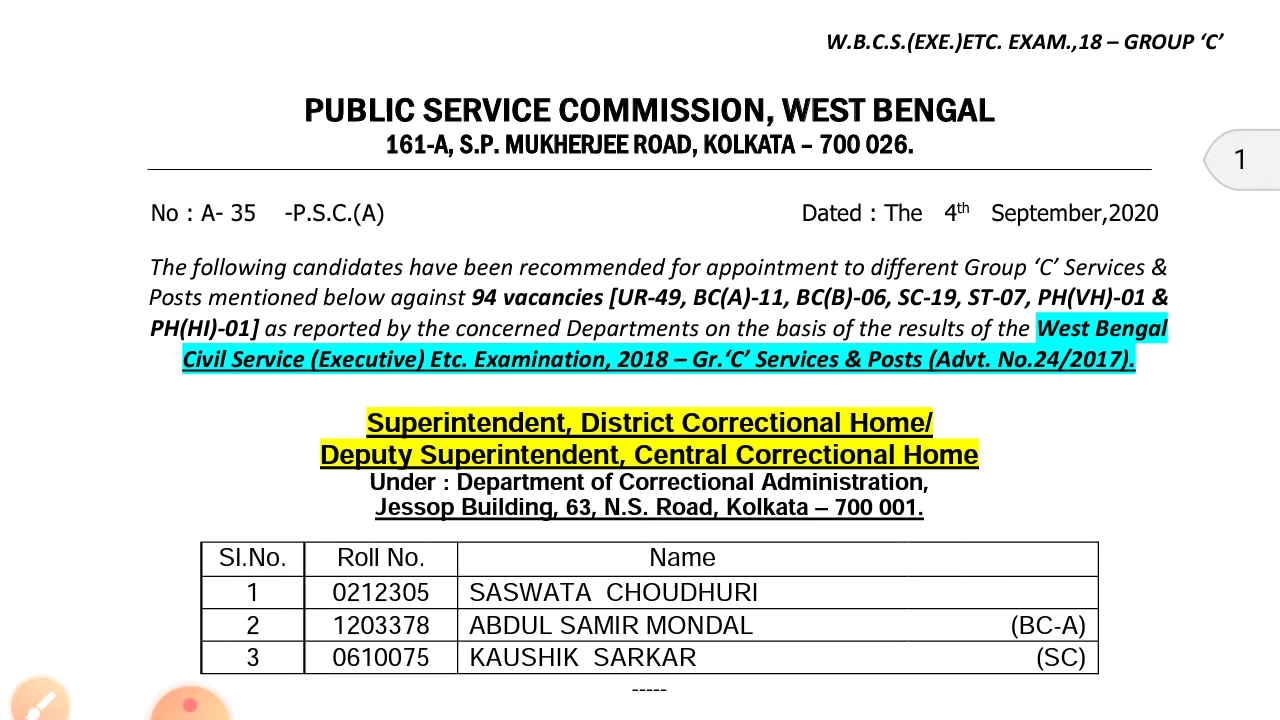 W.B.C.S.(EXE.)ETC. EXAM.,18 – GROUP ‘C’
PUBLIC SERVICE COMMISSION, WEST BENGAL
161-A, S.P. MUKHERJEE ROAD, KOLKATA – 700 026.
1
No : A- 35 -P.S.C.(A) Dated : The 4th September,2020
The following candidates have been recommended for appointment to different Group ‘C’ Services &
Posts mentioned below against 94 vacancies [UR-49, BC(A)-11, BC(B)-06, SC-19, ST-07, PH(VH)-01 &
PH(HI)-01] as reported by the concerned Departments on the basis of the results of the West Bengal
Civil Service (Executive) Etc. Examination, 2018 – Gr.‘C’ Services & Posts (Advt. No.24/2017).
Superintendent, District Correctional Home/
Deputy Superintendent, Central Correctional Home
Under : Department of Correctional Administration,
Jessop Building, 63, N.S. Road, Kolkata – 700 001.
Sl.No. Roll No. Name
1 0212305 SASWATA CHOUDHURI
2 1203378 ABDUL SAMIR MONDAL (BC-A)
3 0610075 KAUSHIK SARKAR (SC)
-----